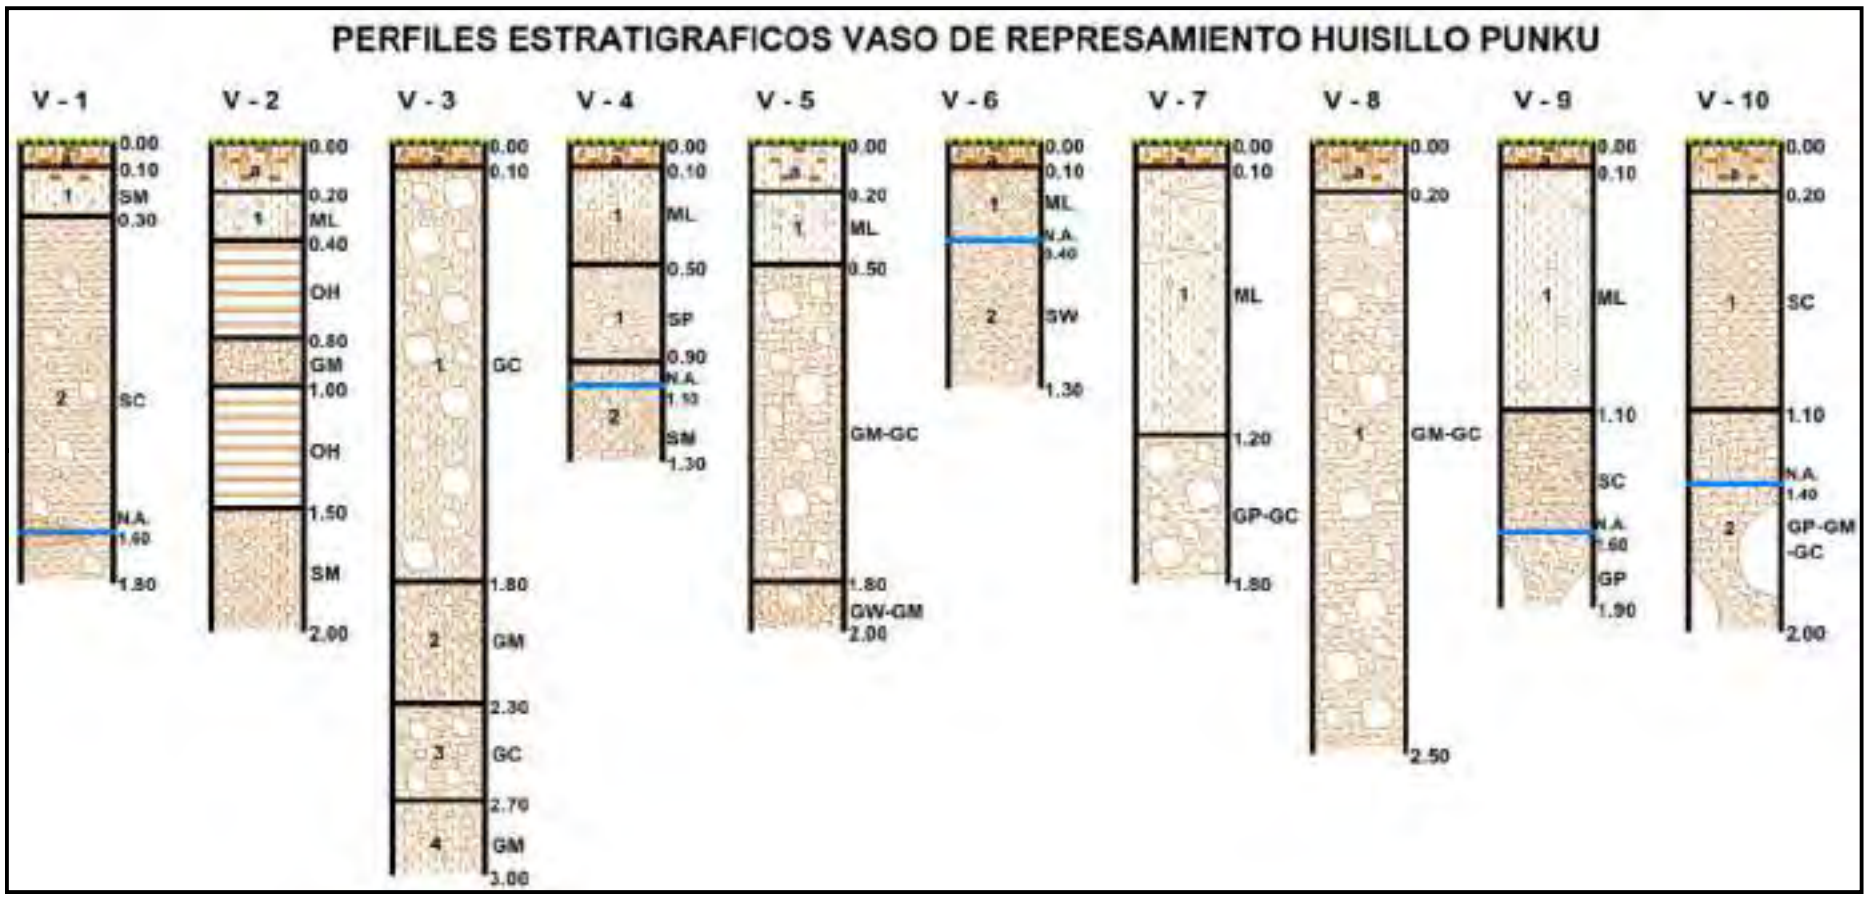 PERFILES ESTRATIGRAFICOS VASO DE REPRESAMIENTO HUISILLO PUNKU
V - 1
0.00
a
0.10
1
SM
0.30
2
SC
N.A.
1.60
1.80
V - 2
0.00
a
0.20
1
ML
0.40
OH
0.80
GM
1.00
OH
1.50
SM
2.00
V - 3
0.00
a
0.10
1
GC
1.80
2
GM
2.30
3
GC
2.70
4
GM
3.00
V - 4
0.00
a
0.10
1
ML
0.50
1
SP
0.90
N.A.
1.10
2
SM
1.30
V - 5
0.00
a
0.20
1
ML
0.50
GM-GC
1.80
GW-GM
2.00
V - 6
0.00
a
0.10
1
ML
N.A.
0.40
2
SW
1.30
V - 7
0.00
a
0.10
1
ML
1.20
GP-GC
1.80
V - 8
0.00
a
0.20
1
GM-GC
2.50
V - 9
0.00
a
0.10
1
ML
1.10
SC
N.A.
1.60
GP
1.90
V - 10
0.00
a
0.20
1
SC
1.10
N.A.
1.40
2
GP-GM
-GC
2.00